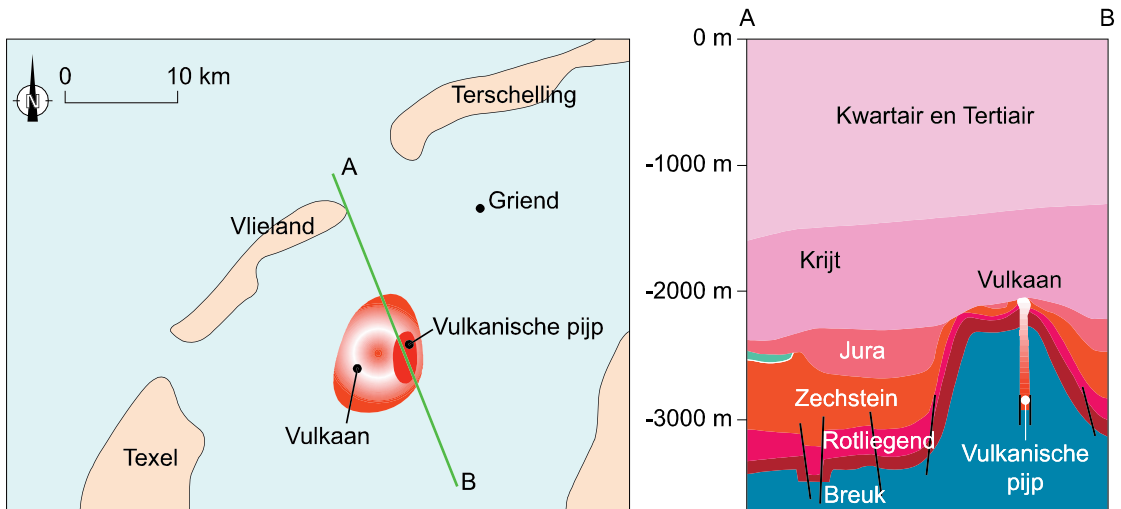 0
10 km
N
Terschelling
A
Griend
Vlieland
Vulkanische pijp
Vulkaan
Texel
B
A
B
0 m
Kwartair en Tertiair
-1000 m
Krijt
Vulkaan
-2000 m
Jura
Zechstein
-3000 m
Rotliegend
Vulkanische
pijp
Breuk